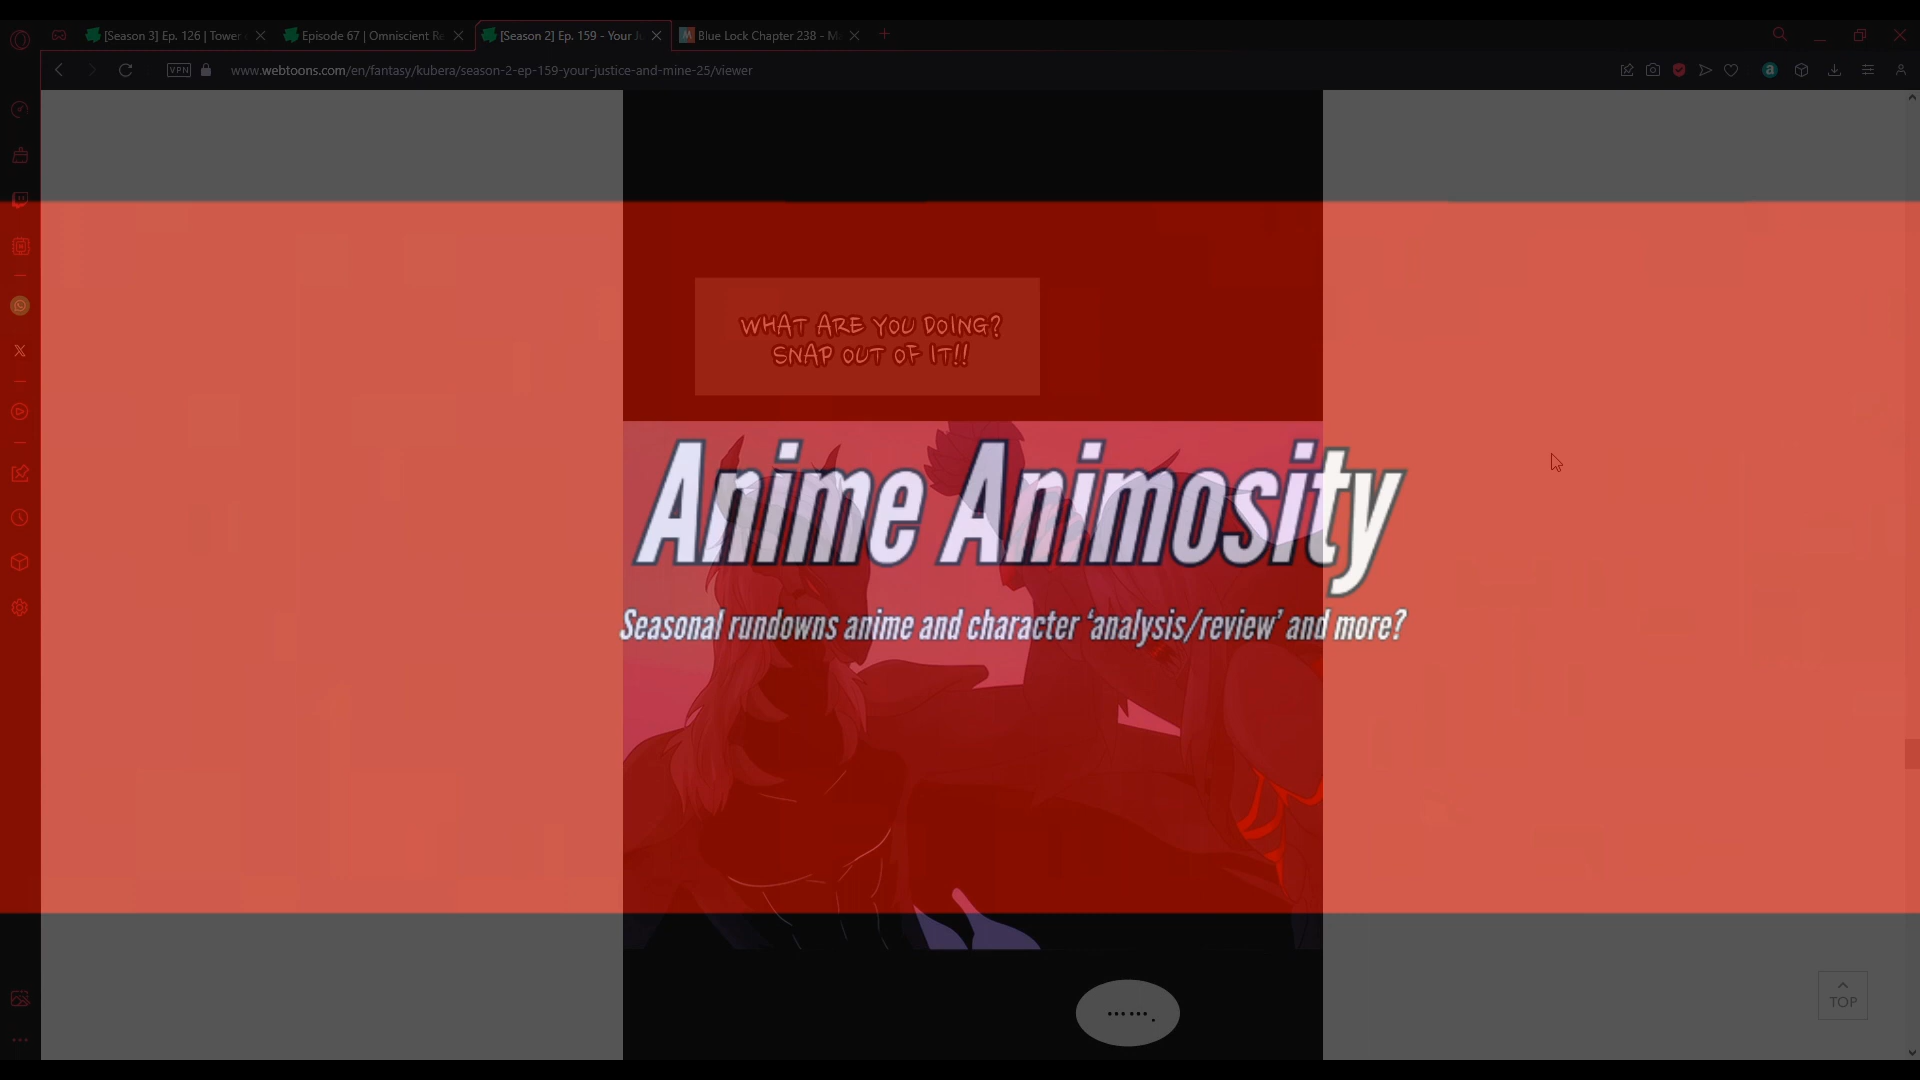 [Season 3] Ep. 126 | Tower
Episode 67 | Omniscient Re
[Season 2] Ep. 159 - Your Ju
Blue Lock Chapter 238 - M
VPN
www.webtoons.com/en/fantasy/kubera/season-2-ep-159-your-justice-and-mine-25/viewer
WHAT ARE YOU DOING?
SNAP OUT OF IT!!
Anime Animosity
Seasonal rundowns anime and character ‘analysis/review’ and more?
TOP
.......